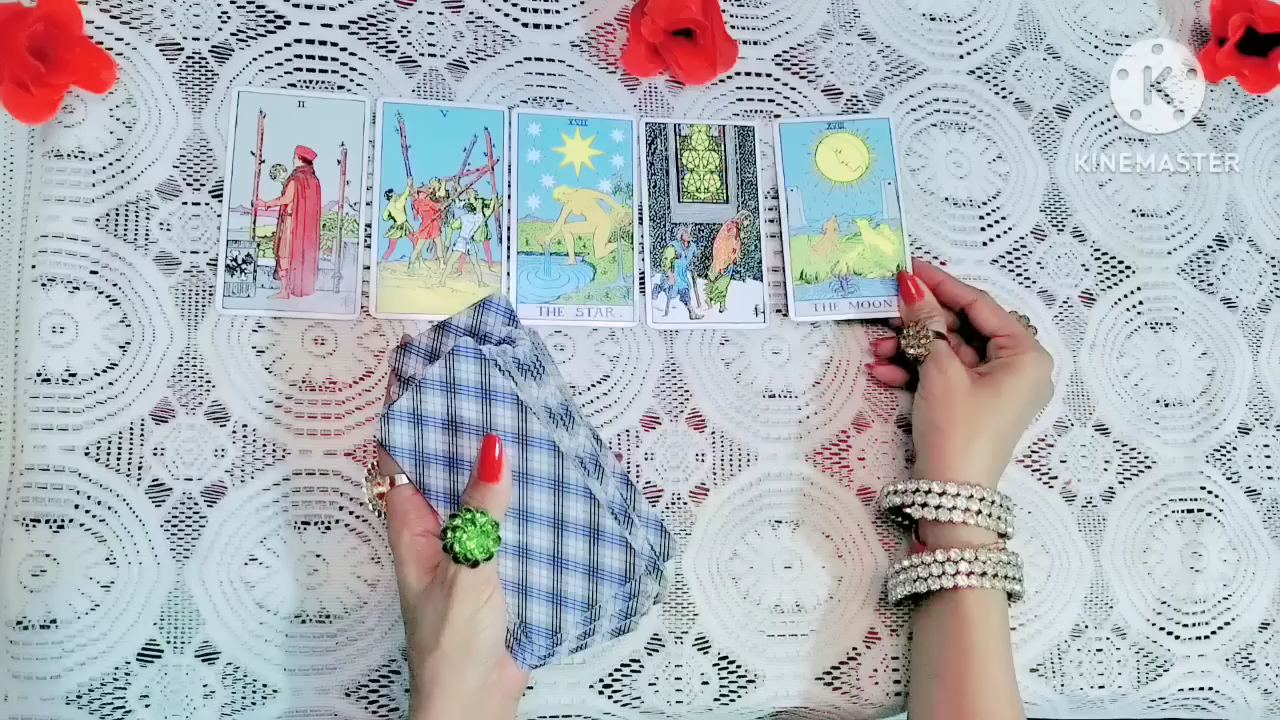 II
V
XVII
THE STAR.
XVIII
THE MOON
K
KINEMASTER